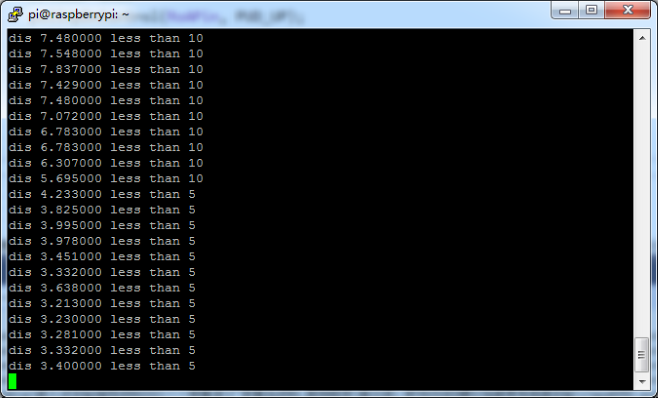 pi@raspberrypi: ~
dis 7.480000 less than 10
dis 7.548000 less than 10
dis 7.837000 less than 10
dis 7.429000 less than 10
dis 7.480000 less than 10
dis 7.072000 less than 10
dis 6.783000 less than 10
dis 6.783000 less than 10
dis 6.307000 less than 10
dis 5.695000 less than 10
dis 4.233000 less than 5
dis 3.825000 less than 5
dis 3.995000 less than 5
dis 3.978000 less than 5
dis 3.451000 less than 5
dis 3.332000 less than 5
dis 3.638000 less than 5
dis 3.213000 less than 5
dis 3.230000 less than 5
dis 3.281000 less than 5
dis 3.332000 less than 5
dis 3.400000 less than 5